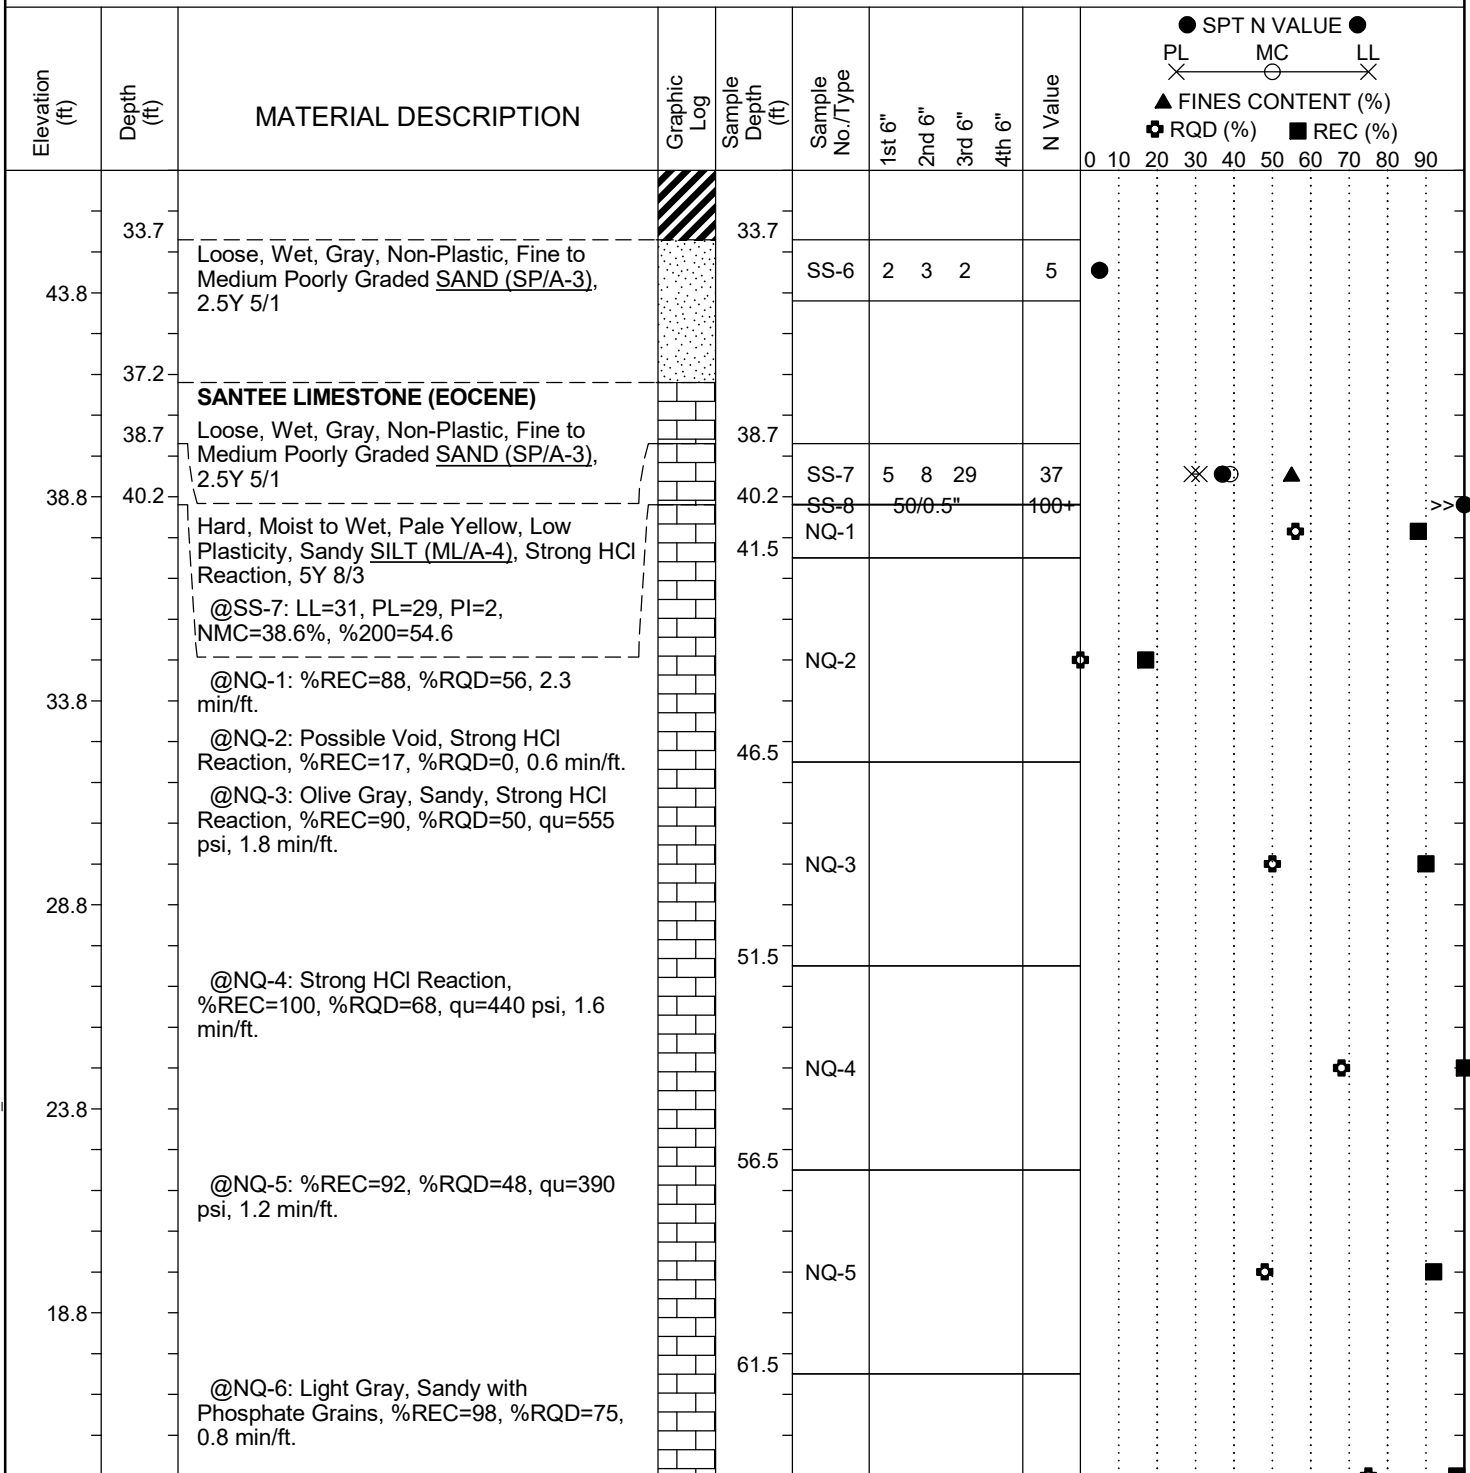 ● SPT N VALUE ●
PL MC LL
▲ FINES CONTENT (%)
RQD (%) ■ REC (%)
Elevation (ft)
Depth (ft)
MATERIAL DESCRIPTION
Graphic Log
Sample Depth (ft)
Sample No./Type
1st 6"
2nd 6"
3rd 6"
4th 6"
N Value
0 10 20 30 40 50 60 70 80 90
33.7 33.7
Loose, Wet, Gray, Non-Plastic, Fine to
Medium Poorly Graded SAND (SP/A-3),
2.5Y 5/1
SS-6 2 3 2 5
43.8
37.2
SANTEE LIMESTONE (EOCENE)
38.7 38.7
Loose, Wet, Gray, Non-Plastic, Fine to
Medium Poorly Graded SAND (SP/A-3),
2.5Y 5/1
SS-7 5 8 29 37
38.8 40.2 40.2
SS-8 50/0.5" 100+ >>
Hard, Moist to Wet, Pale Yellow, Low
Plasticity, Sandy SILT (ML/A-4), Strong HCl
Reaction, 5Y 8/3
NQ-1
41.5
@SS-7: LL=31, PL=29, PI=2,
NMC=38.6%, %200=54.6
NQ-2
@NQ-1: %REC=88, %RQD=56, 2.3
min/ft.
33.8
@NQ-2: Possible Void, Strong HCl
Reaction, %REC=17, %RQD=0, 0.6 min/ft.
46.5
@NQ-3: Olive Gray, Sandy, Strong HCl
Reaction, %REC=90, %RQD=50, qu=555
psi, 1.8 min/ft.
NQ-3
28.8
51.5
@NQ-4: Strong HCl Reaction,
%REC=100, %RQD=68, qu=440 psi, 1.6
min/ft.
NQ-4
23.8
56.5
@NQ-5: %REC=92, %RQD=48, qu=390
psi, 1.2 min/ft.
NQ-5
18.8
61.5
@NQ-6: Light Gray, Sandy with
Phosphate Grains, %REC=98, %RQD=75,
0.8 min/ft.